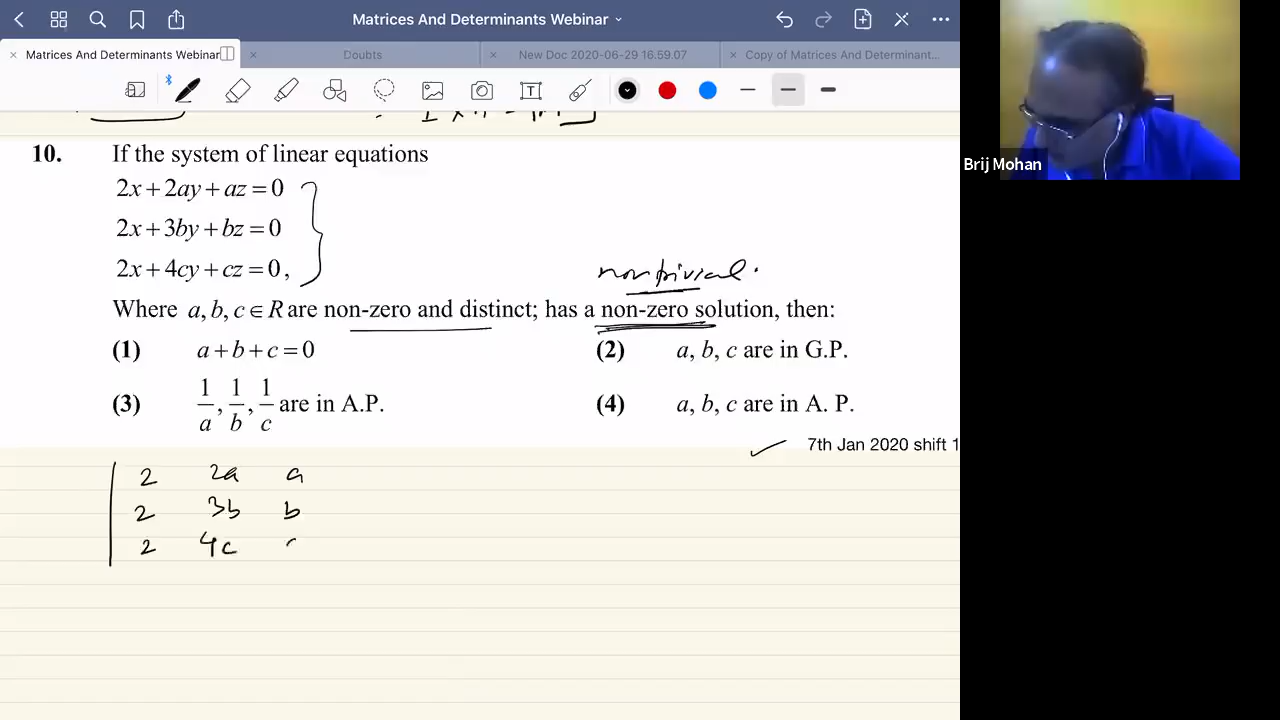 Matrices And Determinants Webinar
Matrices And Determinants Webinar
Doubts
New Doc 2020-06-29 16.59.07
Copy of Matrices And Determinant...
T
Brij Mohan
10. If the system of linear equations
2x + 2ay + az = 0
2x + 3by + bz = 0
2x + 4cy + cz = 0,
nontrivial.
Where a, b, c ∈ R are non-zero and distinct; has a non-zero solution, then:
(1) a + b + c = 0 (2) a, b, c are in G.P.
(3) 1/a, 1/b, 1/c are in A.P. (4) a, b, c are in A. P.
7th Jan 2020 shift 1
2 2a a
2 3b b
2 4c